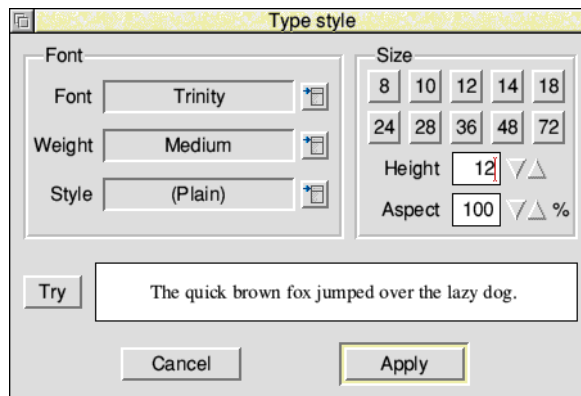 Type style
Font
Font Trinity
Weight Medium
Style (Plain)
Size
8 10 12 14 18
24 28 36 48 72
Height 12
Aspect 100 %
Try The quick brown fox jumped over the lazy dog.
Cancel Apply